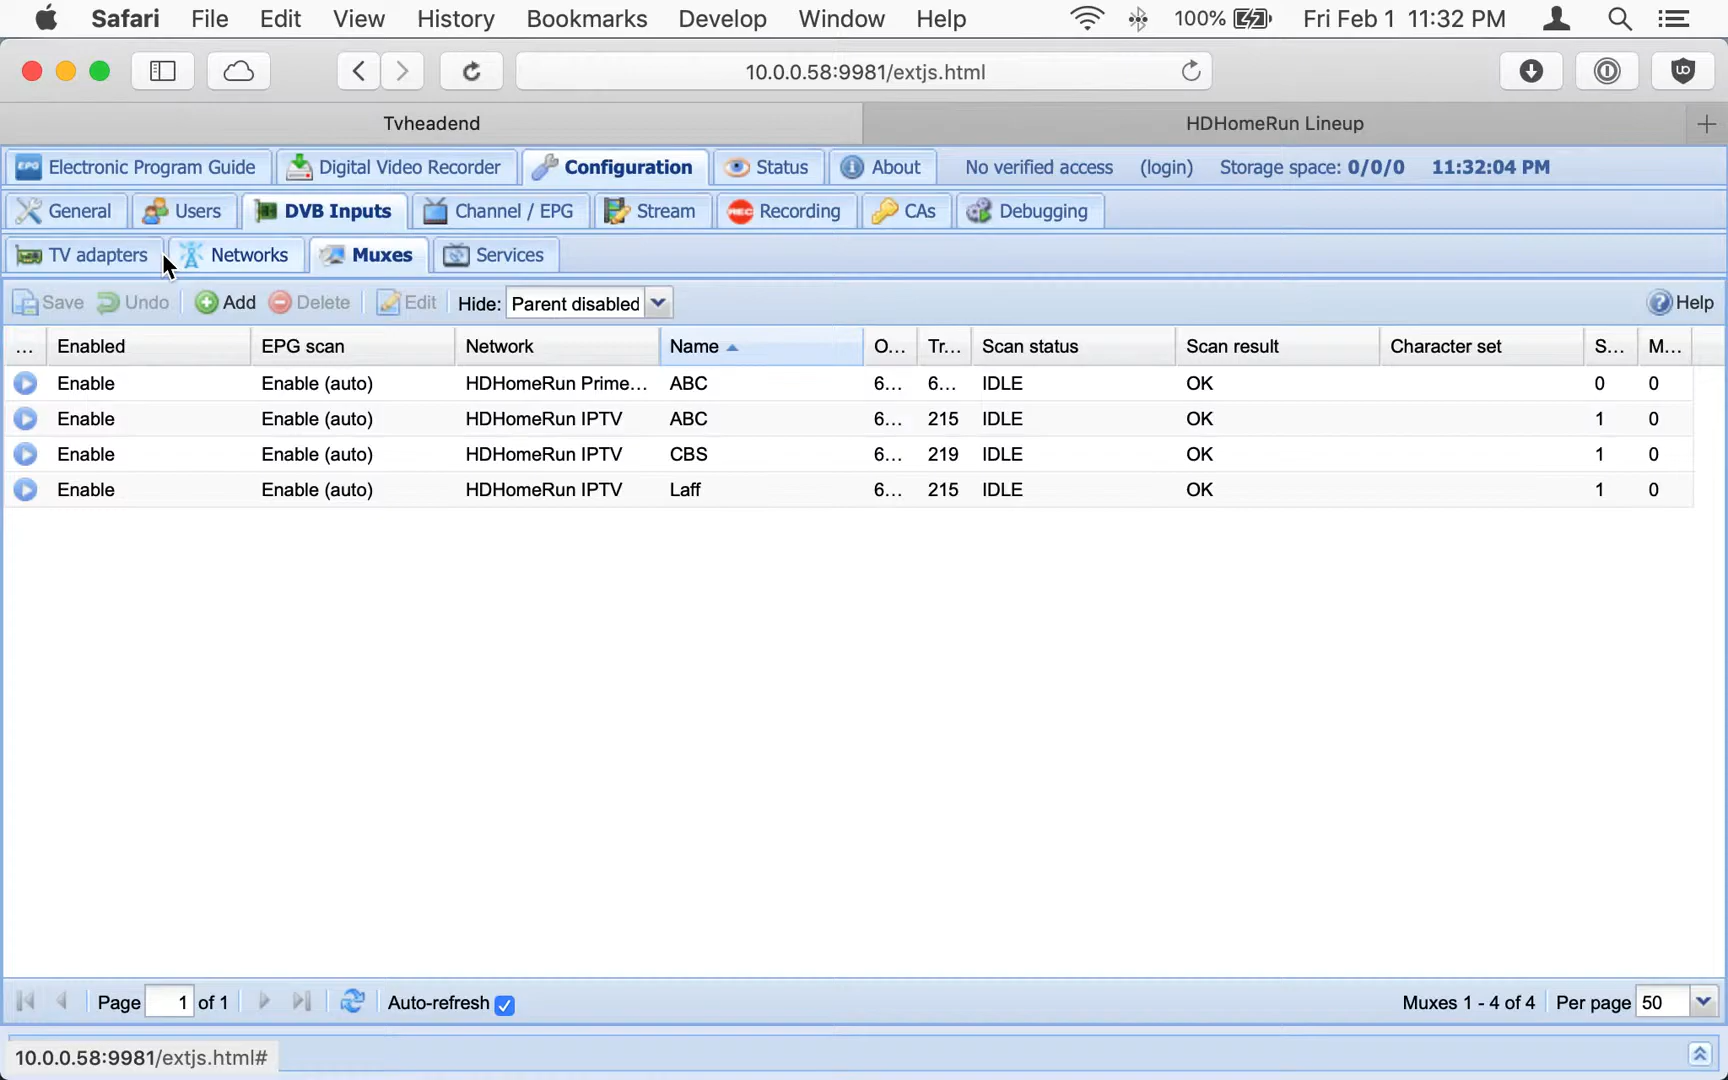 Safari File Edit View History Bookmarks Develop Window Help 100% Fri Feb 1 11:32 PM
10.0.0.58:9981/extjs.html
Tvheadend HDHomeRun Lineup
EPG Electronic Program Guide Digital Video Recorder Configuration Status About No verified access (login) Storage space: 0/0/0 11:32:04 PM
General Users DVB Inputs Channel / EPG Stream REC Recording CAs Debugging
TV adapters Networks Muxes Services
Save Undo Add Delete Edit Hide: Parent disabled Help
... Enabled EPG scan Network Name O... Tr... Scan status Scan result Character set S... M...
Enable Enable (auto) HDHomeRun Prime... ABC 6... 6... IDLE OK 0 0
Enable Enable (auto) HDHomeRun IPTV ABC 6... 215 IDLE OK 1 0
Enable Enable (auto) HDHomeRun IPTV CBS 6... 219 IDLE OK 1 0
Enable Enable (auto) HDHomeRun IPTV Laff 6... 215 IDLE OK 1 0
Page 1 of 1 Auto-refresh Muxes 1 - 4 of 4 Per page 50
10.0.0.58:9981/extjs.html#